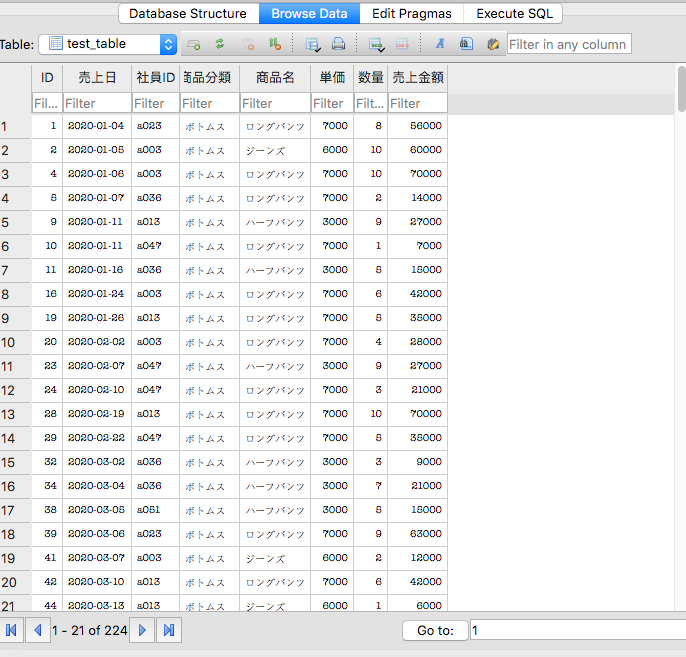 Database Structure Browse Data Edit Pragmas Execute SQL
Table: test_table Filter in any column
ID 売上日 社員ID 商品分類 商品名 単価 数量 売上金額
Fil... Filter Filter Filter Filter Filter Filt... Filter
1 1 2020-01-04 a023 ボトムス ロングパンツ 7000 8 56000
2 2 2020-01-05 a003 ボトムス ジーンズ 6000 10 60000
3 4 2020-01-06 a003 ボトムス ロングパンツ 7000 10 70000
4 5 2020-01-07 a036 ボトムス ロングパンツ 7000 2 14000
5 9 2020-01-11 a013 ボトムス ハーフパンツ 3000 9 27000
6 10 2020-01-11 a047 ボトムス ロングパンツ 7000 1 7000
7 11 2020-01-16 a036 ボトムス ハーフパンツ 3000 5 15000
8 16 2020-01-24 a003 ボトムス ロングパンツ 7000 6 42000
9 19 2020-01-26 a013 ボトムス ロングパンツ 7000 5 35000
10 20 2020-02-02 a003 ボトムス ロングパンツ 7000 4 28000
11 23 2020-02-07 a047 ボトムス ハーフパンツ 3000 9 27000
12 24 2020-02-10 a047 ボトムス ロングパンツ 7000 3 21000
13 28 2020-02-19 a013 ボトムス ロングパンツ 7000 10 70000
14 29 2020-02-22 a047 ボトムス ロングパンツ 7000 5 35000
15 32 2020-03-02 a036 ボトムス ハーフパンツ 3000 3 9000
16 34 2020-03-04 a036 ボトムス ハーフパンツ 3000 7 21000
17 38 2020-03-05 a051 ボトムス ハーフパンツ 3000 5 15000
18 39 2020-03-06 a023 ボトムス ロングパンツ 7000 9 63000
19 41 2020-03-07 a003 ボトムス ジーンズ 6000 2 12000
20 42 2020-03-10 a013 ボトムス ロングパンツ 7000 6 42000
21 44 2020-03-13 a013 ボトムス ジーンズ 6000 1 6000
1 - 21 of 224 Go to: 1